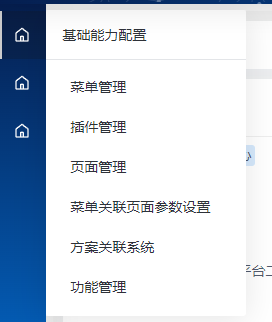 基础能力配置
菜单管理
插件管理
页面管理
菜单关联页面参数设置
方案关联系统
平台
功能管理